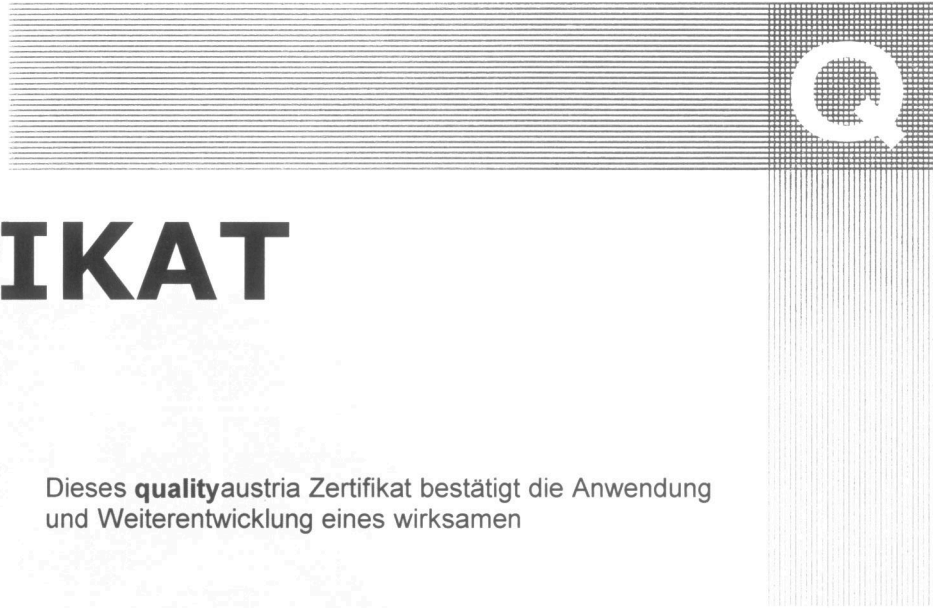 Q
IKAT
Dieses qualityaustria Zertifikat bestätigt die Anwendung
und Weiterentwicklung eines wirksamen